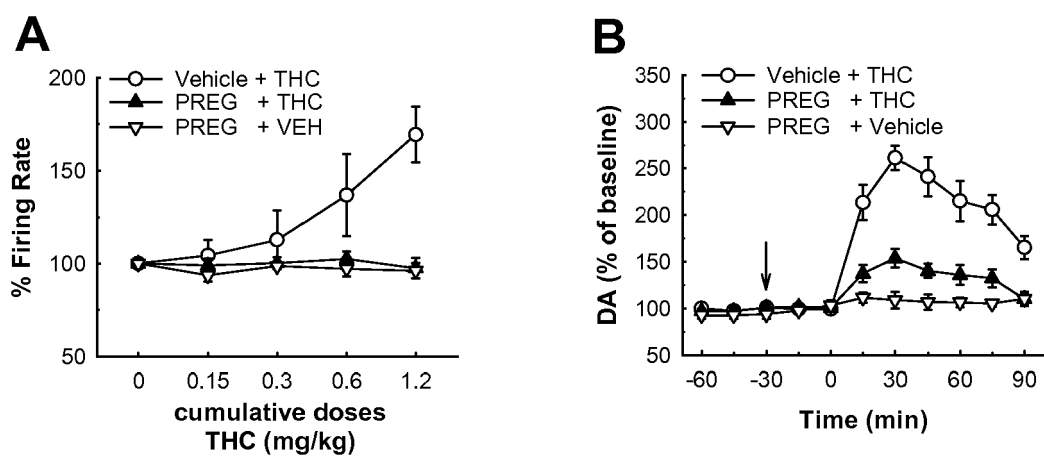 A
Vehicle + THC
PREG + THC
PREG + VEH
% Firing Rate
200
150
100
50
0 0.15 0.3 0.6 1.2
cumulative doses
THC (mg/kg)
B
Vehicle + THC
PREG + THC
PREG + Vehicle
DA (% of baseline)
350
300
250
200
150
100
50
-60 -30 0 30 60 90
Time (min)